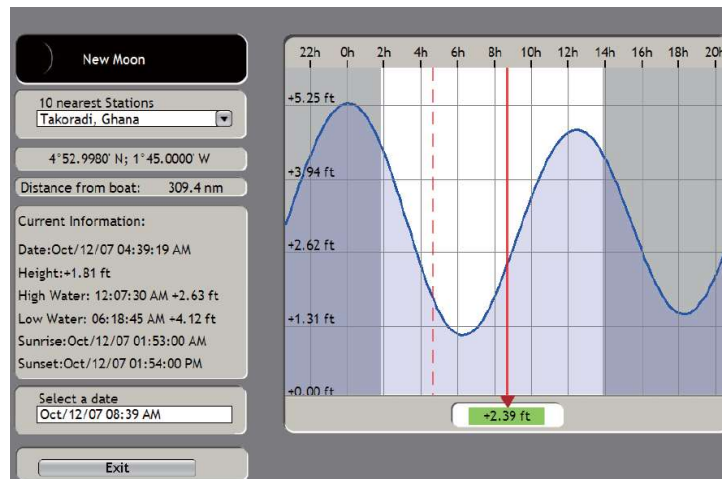 New Moon
10 nearest Stations
Takoradi, Ghana
4°52.9980' N; 1°45.0000' W
Distance from boat: 309.4 nm
Current Information:
Date:Oct/12/07 04:39:19 AM
Height:+1.81 ft
High Water: 12:07:30 AM +2.63 ft
Low Water: 06:18:45 AM +4.12 ft
Sunrise:Oct/12/07 01:53:00 AM
Sunset:Oct/12/07 01:54:00 PM
Select a date
Oct/12/07 08:39 AM
Exit
22h 0h 2h 4h 6h 8h 10h 12h 14h 16h 18h 20h
+5.25 ft
+3.94 ft
+2.62 ft
+1.31 ft
+0.00 ft
+2.39 ft